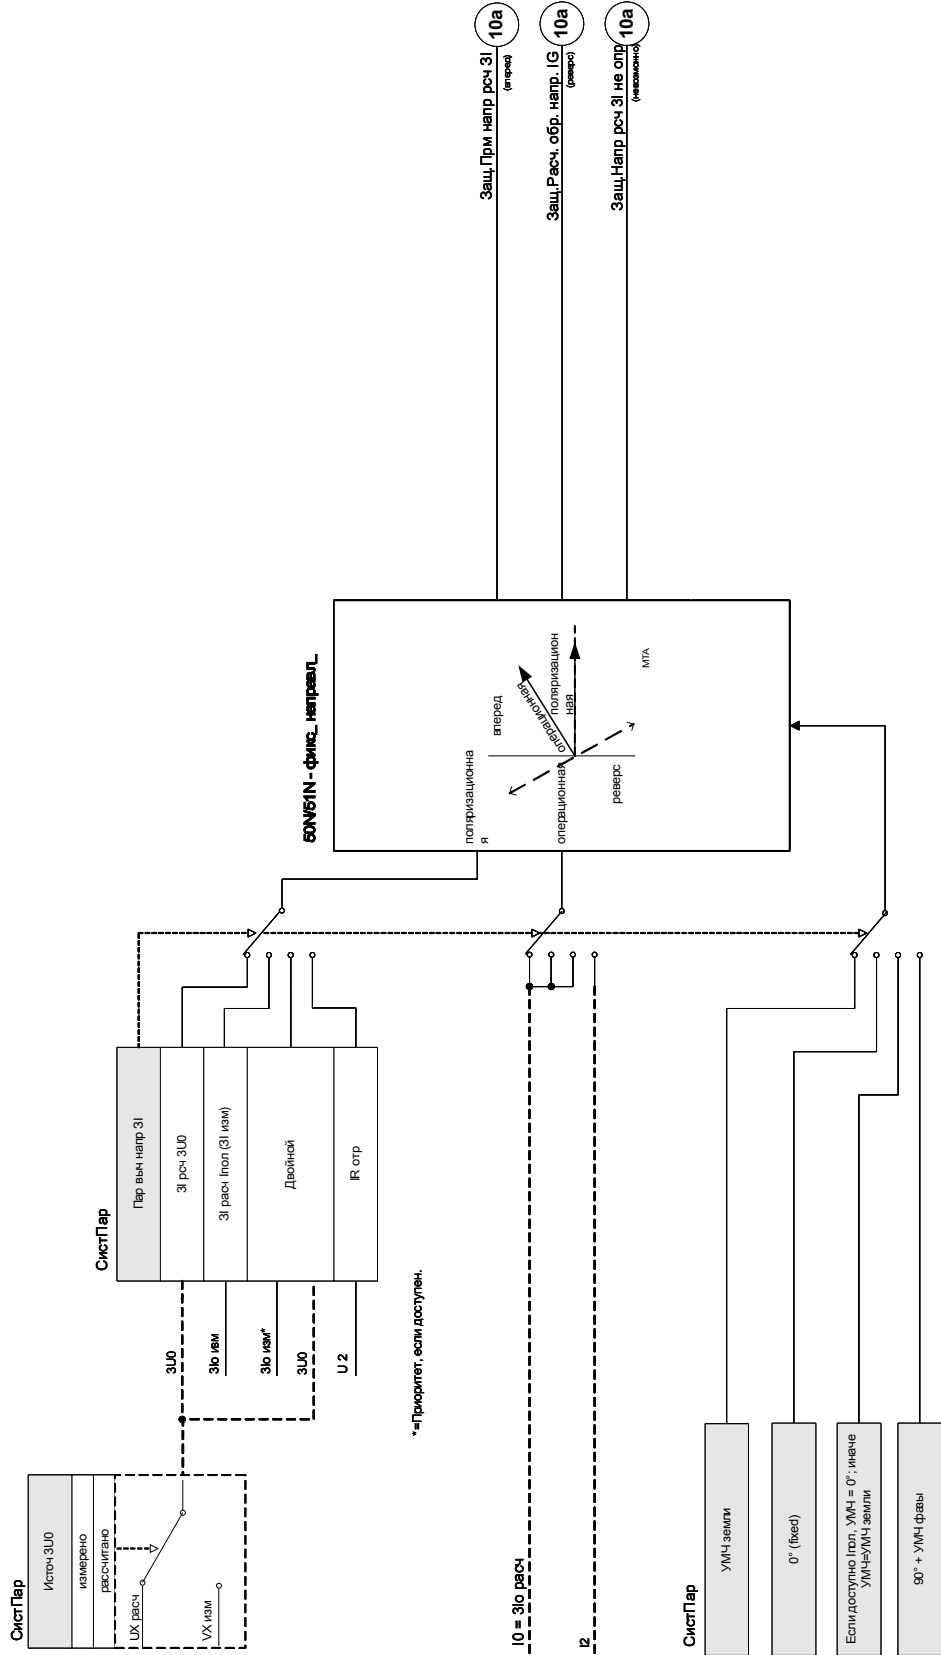 СистПар
Источ 3U0
измерено
рассчитано
UX расч
VX изм
СистПар
Пар выч напр 3I
3I рсч 3U0
3I расч Iпол (3I изм)
Двойной
IR отр
3U0
3Io изм
3Io изм*
3U0
U 2
*=Приоритет, если доступен.
I0 = 3Io расч
I2
СистПар
УМЧ земли
0° (fixed)
Если доступно Iпол, УМЧ = 0°; иначе
УМЧ=УМЧ земли
90° + УМЧ фазы
50N/51N - фикс_ направл_
поляризационна
я
операционная
вперед
реверс
операционная
поляризацион
ная
МТА
Защ.Прм напр рсч 3I
(вперед)
10a
Защ.Расч. обр. напр. IG
(реверс)
10a
Защ.Напр рсч 3I не опр
(невозможно)
10a